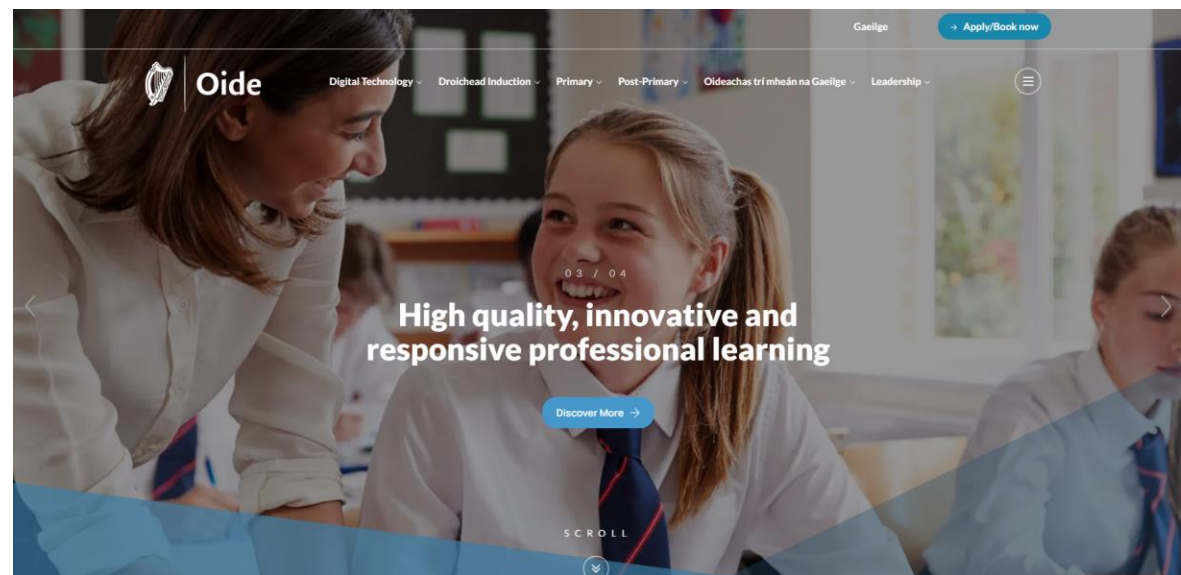 Gaeilge
→ Apply/Book now
Oide
Digital Technology
Droichead Induction
Primary
Post-Primary
Oideachas trí mheán na Gaeilge
Leadership
03 / 04
High quality, innovative and
responsive professional learning
Discover More →
SCROLL